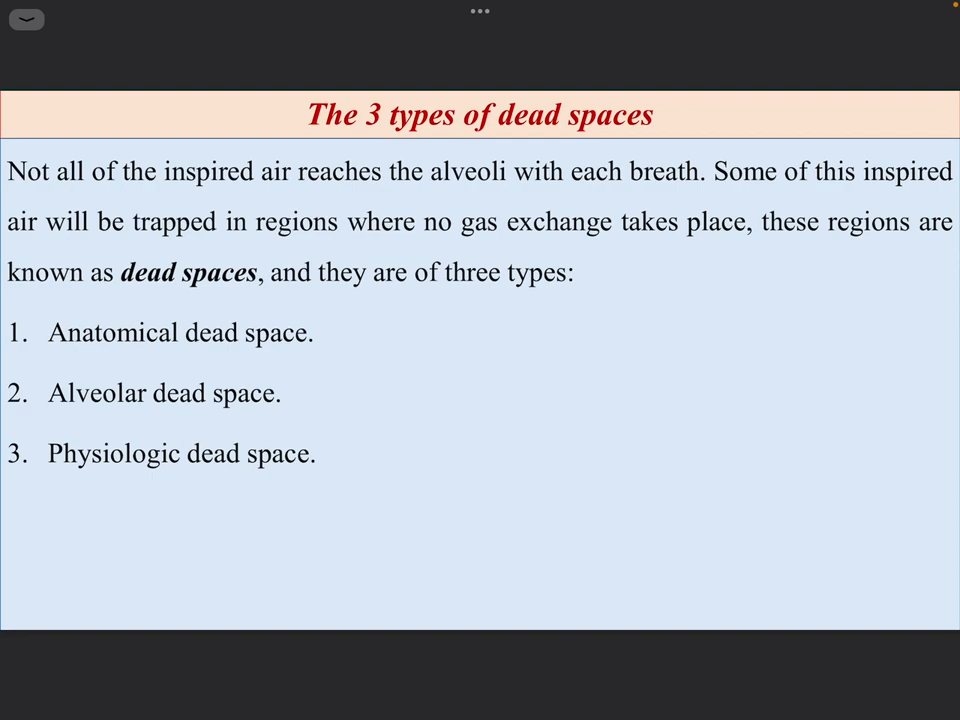 The 3 types of dead spaces
Not all of the inspired air reaches the alveoli with each breath. Some of this inspired
air will be trapped in regions where no gas exchange takes place, these regions are
known as dead spaces, and they are of three types:
1. Anatomical dead space.
2. Alveolar dead space.
3. Physiologic dead space.